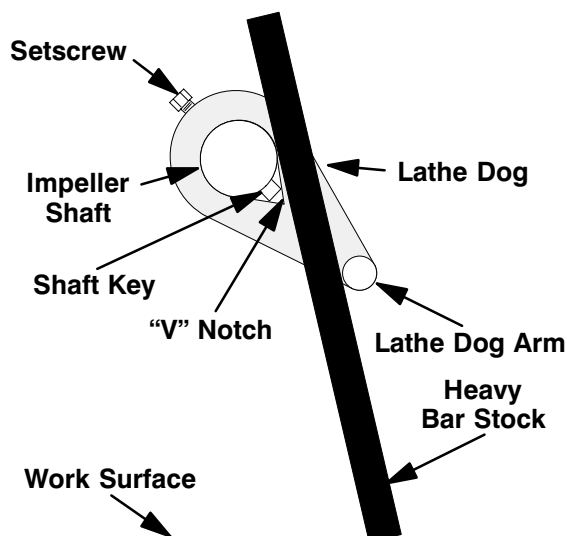 Setscrew
Impeller
Shaft
Lathe Dog
Shaft Key
“V” Notch
Lathe Dog Arm
Heavy
Bar Stock
Work Surface